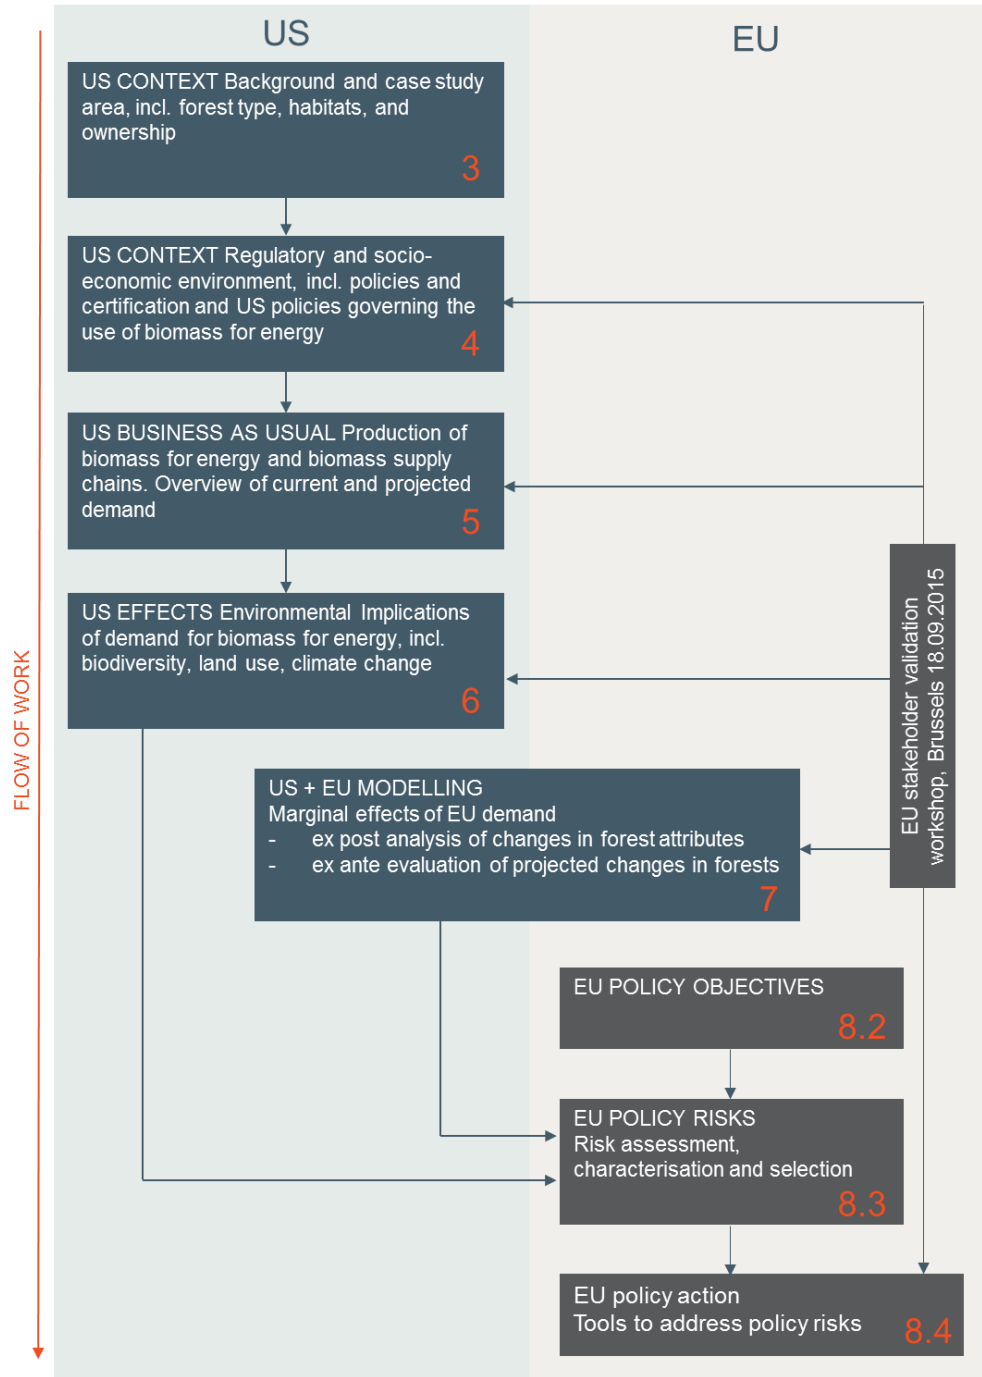 US
EU
US CONTEXT Background and case study
area, incl. forest type, habitats, and
ownership
3
US CONTEXT Regulatory and socio-
economic environment, incl. policies and
certification and US policies governing the
use of biomass for energy
4
US BUSINESS AS USUAL Production of
biomass for energy and biomass supply
chains. Overview of current and projected
demand
5
US EFFECTS Environmental Implications
of demand for biomass for energy, incl.
biodiversity, land use, climate change
6
FLOW OF WORK
EU stakeholder validation
workshop, Brussels 18.09.2015
US + EU MODELLING
Marginal effects of EU demand
- ex post analysis of changes in forest attributes
- ex ante evaluation of projected changes in forests
7
EU POLICY OBJECTIVES
8.2
EU POLICY RISKS
Risk assessment,
characterisation and selection
8.3
EU policy action
Tools to address policy risks
8.4